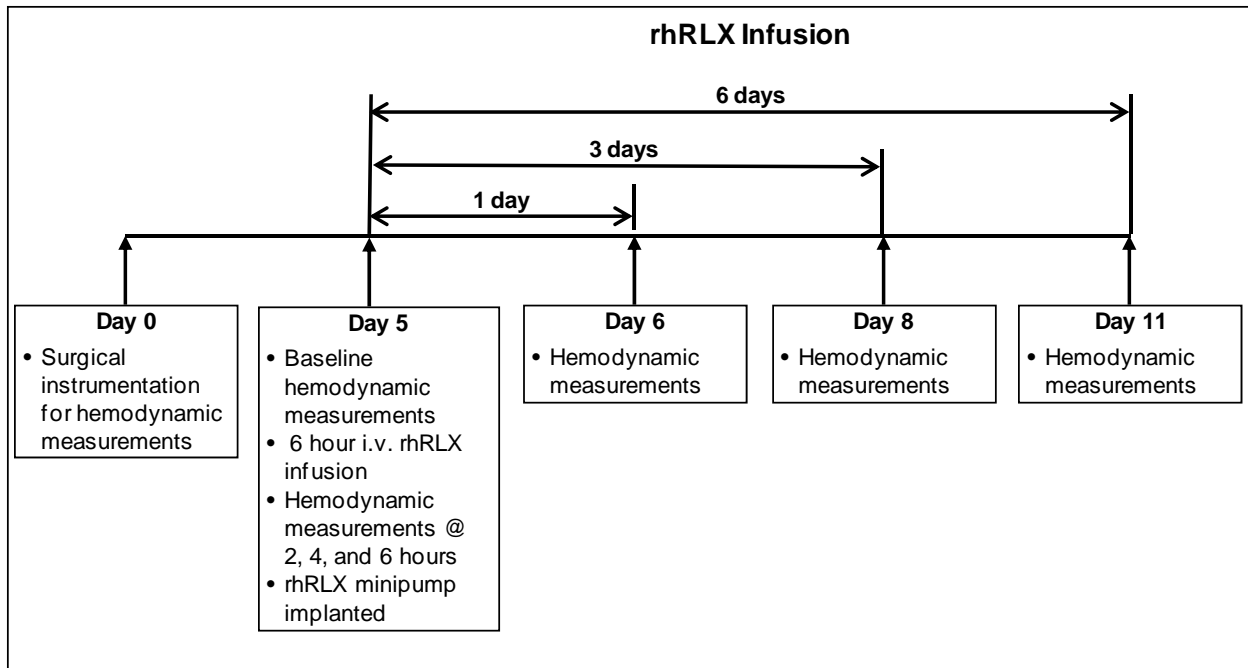 rhRLX Infusion
6 days
3 days
1 day
Day 0
• Surgical
instrumentation
for hemodynamic
measurements
Day 5
• Baseline
hemodynamic
measurements
• 6 hour i.v. rhRLX
infusion
• Hemodynamic
measurements @
2, 4, and 6 hours
• rhRLX minipump
implanted
Day 6
• Hemodynamic
measurements
Day 8
• Hemodynamic
measurements
Day 11
• Hemodynamic
measurements